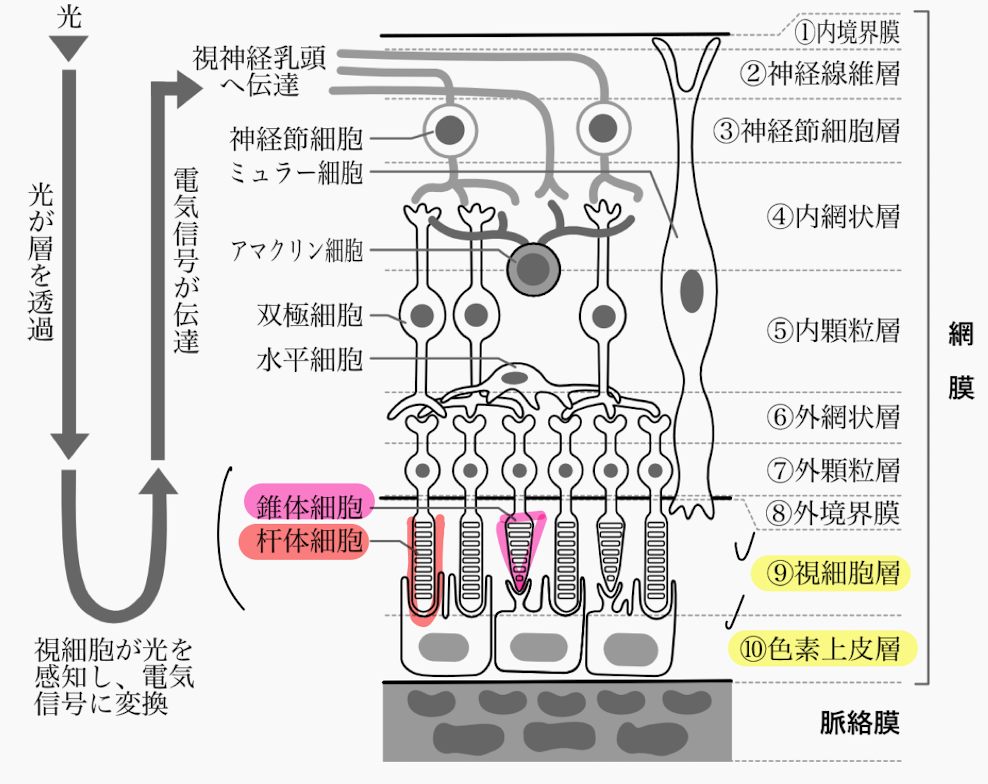 光
視神経乳頭
へ伝達
神経節細胞
ミュラー細胞
アマクリン細胞
双極細胞
水平細胞
錐体細胞
杆体細胞
光が層を透過
電気信号が伝達
視細胞が光を
感知し、電気
信号に変換
①内境界膜
②神経線維層
③神経節細胞層
④内網状層
⑤内顆粒層
⑥外網状層
⑦外顆粒層
⑧外境界膜
⑨視細胞層
⑩色素上皮層
網膜
脈絡膜